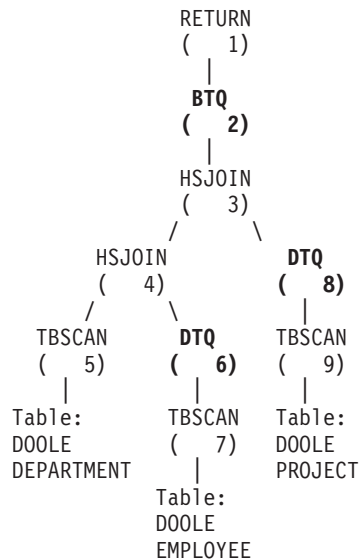 RETURN
( 1)
|
BTQ
( 2)
|
HSJOIN
( 3)
/ \
HSJOIN DTQ
( 4) ( 8)
/ \ |
TBSCAN DTQ TBSCAN
( 5) ( 6) ( 9)
| | |
Table: TBSCAN Table:
DOOLE ( 7) DOOLE
DEPARTMENT | PROJECT
Table:
DOOLE
EMPLOYEE